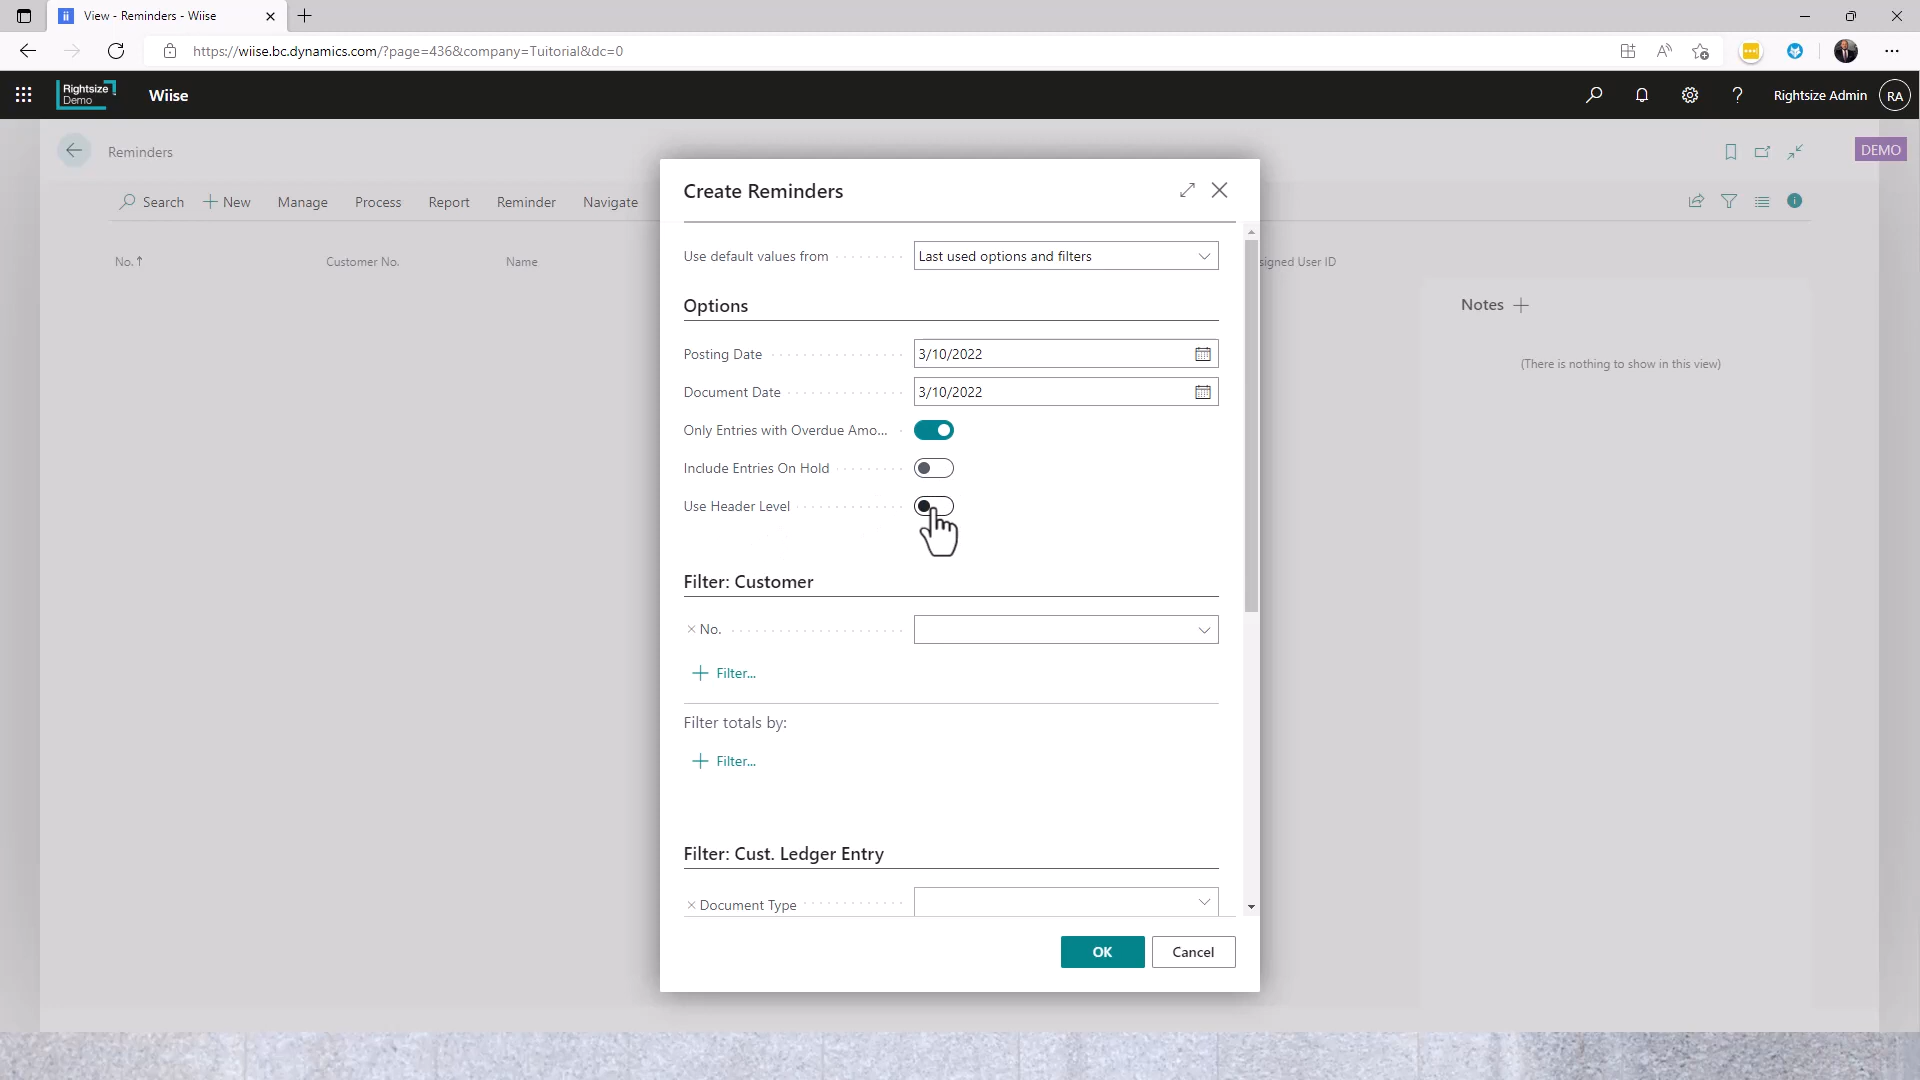 View - Reminders - Wiise
https://wiise.bc.dynamics.com/?page=436&company=Tuitorial&dc=0
Rightsize
Demo
Wiise
Rightsize Admin
RA
Reminders
DEMO
Search
New
Manage
Process
Report
Reminder
Navigate
No.↑
Customer No.
Name
signed User ID
Notes
(There is nothing to show in this view)
Create Reminders
Use default values from
Last used options and filters
Options
Posting Date
3/10/2022
Document Date
3/10/2022
Only Entries with Overdue Amo...
Include Entries On Hold
Use Header Level
Filter: Customer
No.
Filter...
Filter totals by:
Filter...
Filter: Cust. Ledger Entry
Document Type
OK
Cancel